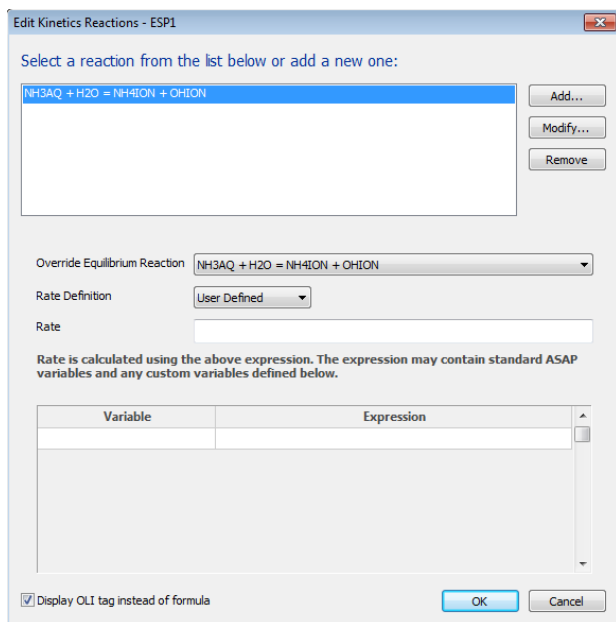 Edit Kinetics Reactions - ESP1
Select a reaction from the list below or add a new one:
NH3AQ + H2O = NH4ION + OHION
Add...
Modify...
Remove
Override Equilibrium Reaction
NH3AQ + H2O = NH4ION + OHION
Rate Definition
User Defined
Rate
Rate is calculated using the above expression. The expression may contain standard ASAP
variables and any custom variables defined below.
Variable
Expression
Display OLI tag instead of formula
OK
Cancel